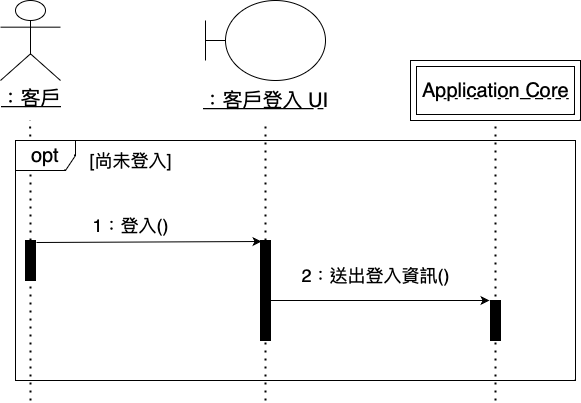 ：客戶
：客戶登入 UI
Application Core
opt
[尚未登入]
1：登入()
2：送出登入資訊()